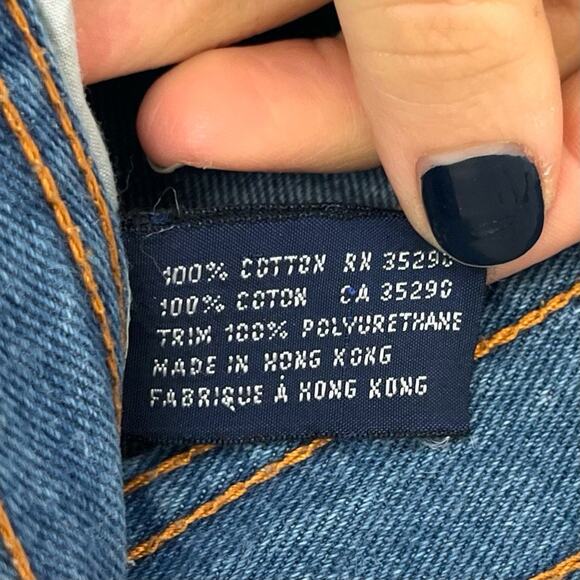 100% COTTON RN 35290
100% COTON CA 35290
TRIM 100% POLYURETHANE
MADE IN HONG KONG
FABRIQUE À HONG KONG